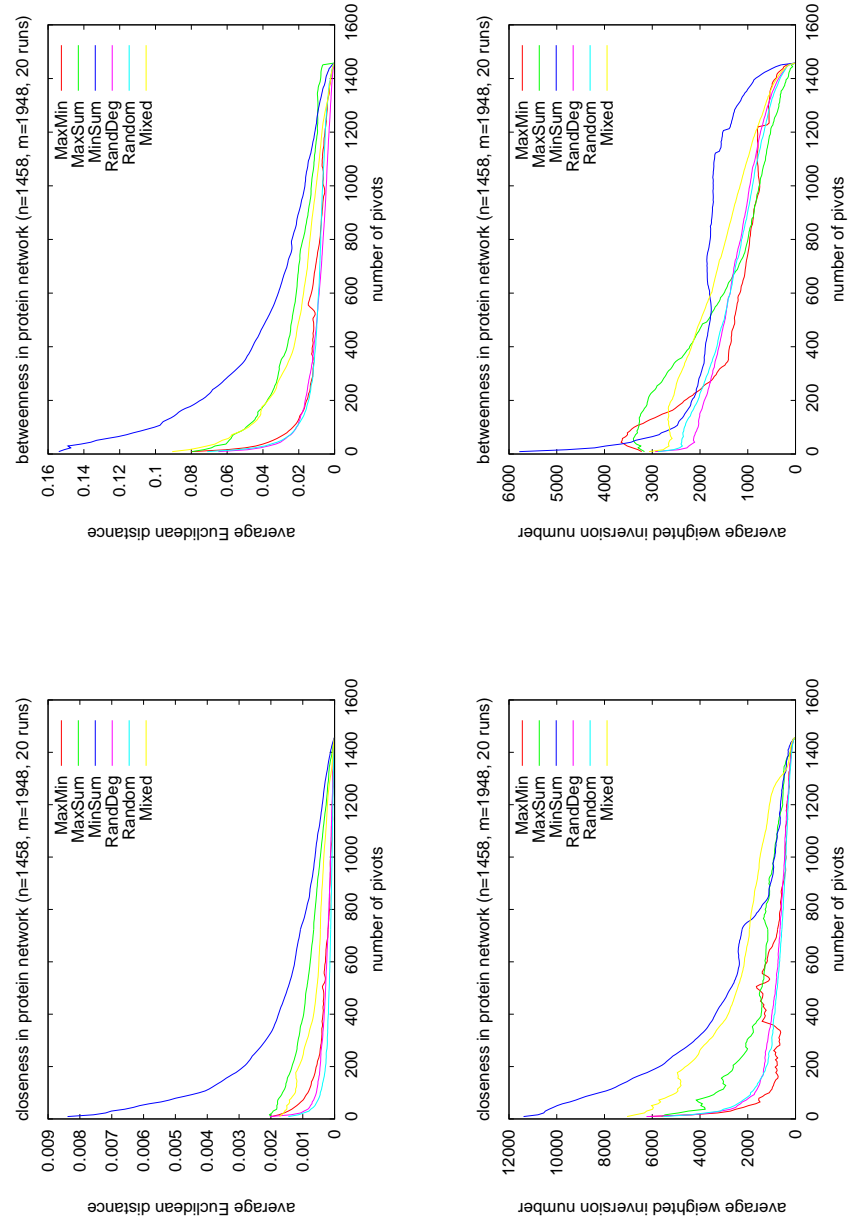 closeness in protein network (n=1458, m=1948, 20 runs)
MaxMin
MaxSum
MinSum
RandDeg
Random
Mixed
average Euclidean distance
0.009
0.008
0.007
0.006
0.005
0.004
0.003
0.002
0.001
0
0 200 400 600 800 1000 1200 1400 1600
number of pivots
betweenness in protein network (n=1458, m=1948, 20 runs)
MaxMin
MaxSum
MinSum
RandDeg
Random
Mixed
average Euclidean distance
0.16
0.14
0.12
0.1
0.08
0.06
0.04
0.02
0
0 200 400 600 800 1000 1200 1400 1600
number of pivots
closeness in protein network (n=1458, m=1948, 20 runs)
MaxMin
MaxSum
MinSum
RandDeg
Random
Mixed
average weighted inversion number
12000
10000
8000
6000
4000
2000
0
0 200 400 600 800 1000 1200 1400 1600
number of pivots
betweenness in protein network (n=1458, m=1948, 20 runs)
MaxMin
MaxSum
MinSum
RandDeg
Random
Mixed
average weighted inversion number
6000
5000
4000
3000
2000
1000
0
0 200 400 600 800 1000 1200 1400 1600
number of pivots